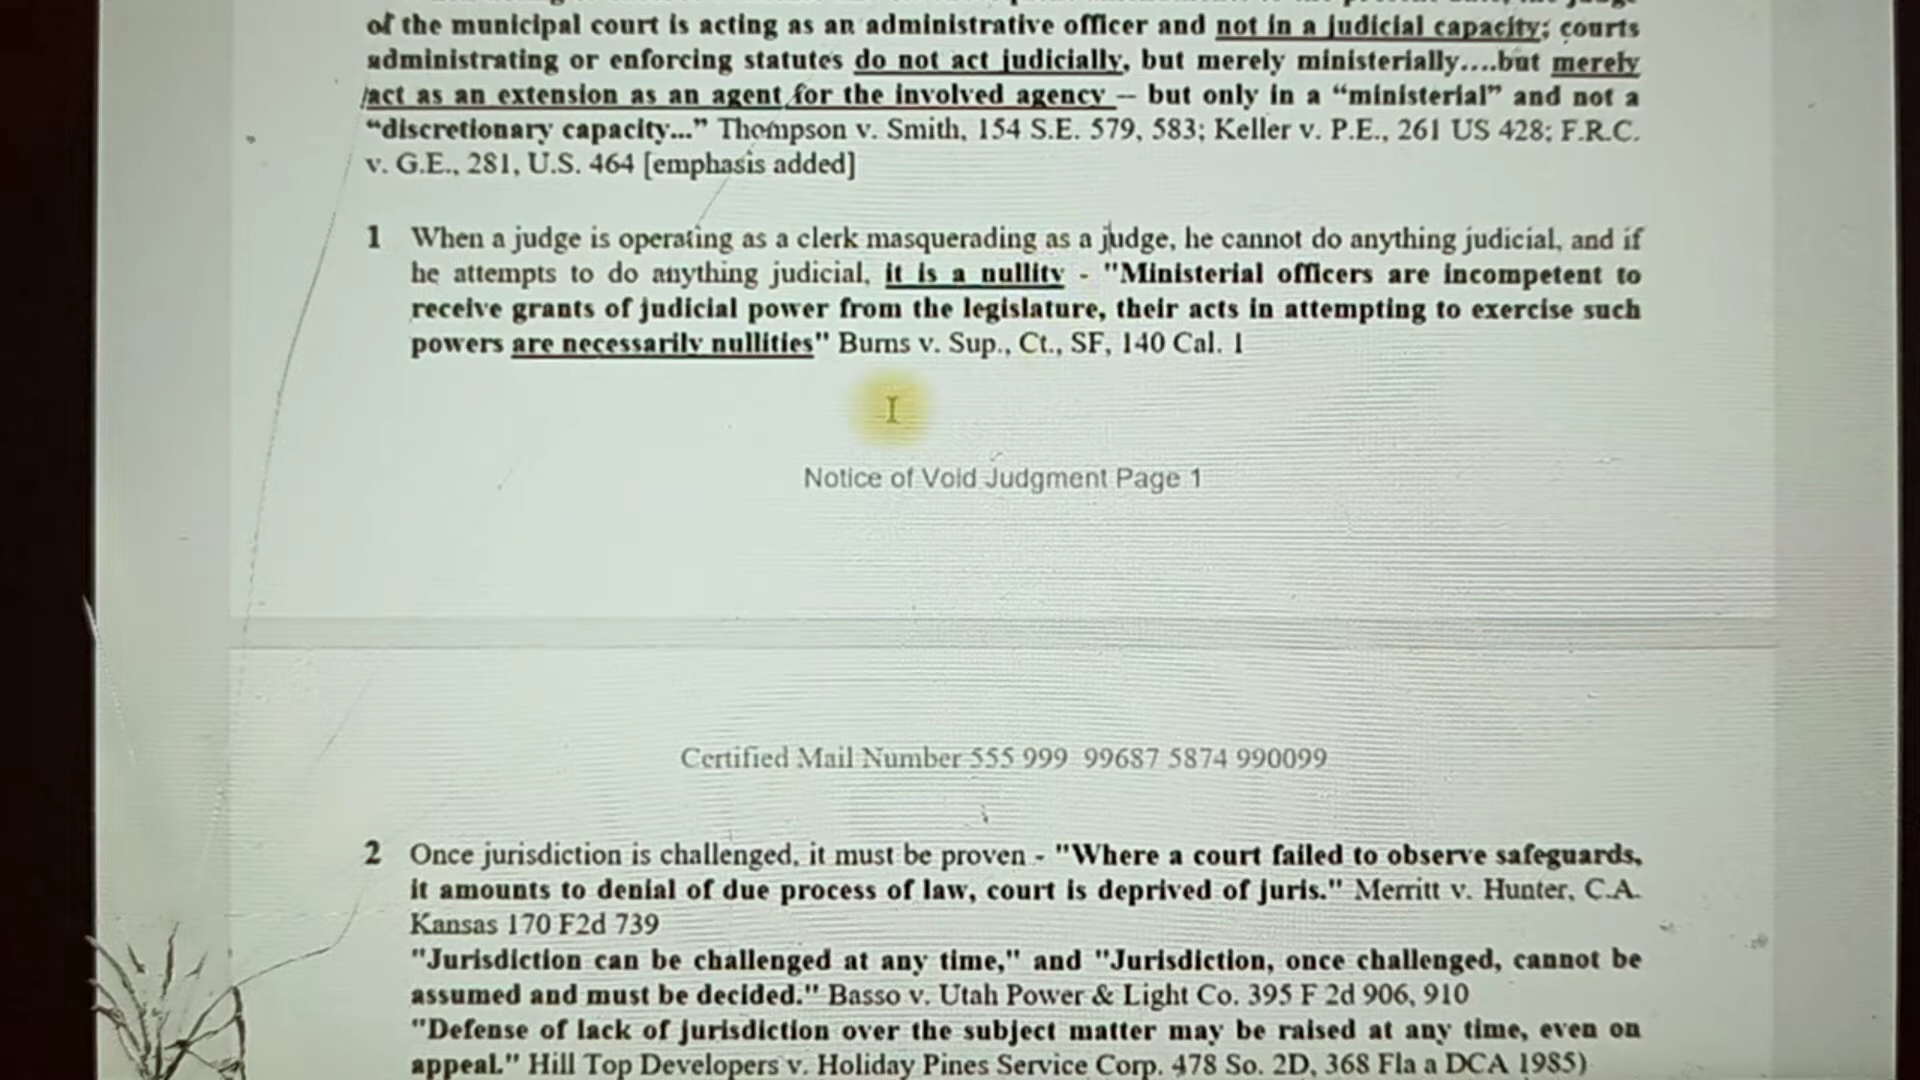 of the municipal court is acting as an administrative officer and not in a judicial capacity; courts
administrating or enforcing statutes do not act judicially, but merely ministerially....but merely
act as an extension as an agent for the involved agency – but only in a “ministerial” and not a
“discretionary capacity...” Thompson v. Smith, 154 S.E. 579, 583; Keller v. P.E., 261 US 428; F.R.C.
v. G.E., 281, U.S. 464 [emphasis added]
1 When a judge is operating as a clerk masquerading as a judge, he cannot do anything judicial, and if
he attempts to do anything judicial, it is a nullity - "Ministerial officers are incompetent to
receive grants of judicial power from the legislature, their acts in attempting to exercise such
powers are necessarily nullities" Burns v. Sup., Ct., SF, 140 Cal. 1
Notice of Void Judgment Page 1
Certified Mail Number 555 999 99687 5874 990099
2 Once jurisdiction is challenged, it must be proven - "Where a court failed to observe safeguards,
it amounts to denial of due process of law, court is deprived of juris." Merritt v. Hunter, C.A.
Kansas 170 F2d 739
"Jurisdiction can be challenged at any time," and "Jurisdiction, once challenged, cannot be
assumed and must be decided." Basso v. Utah Power & Light Co. 395 F 2d 906, 910
"Defense of lack of jurisdiction over the subject matter may be raised at any time, even on
appeal." Hill Top Developers v. Holiday Pines Service Corp. 478 So. 2D, 368 Fla a DCA 1985)